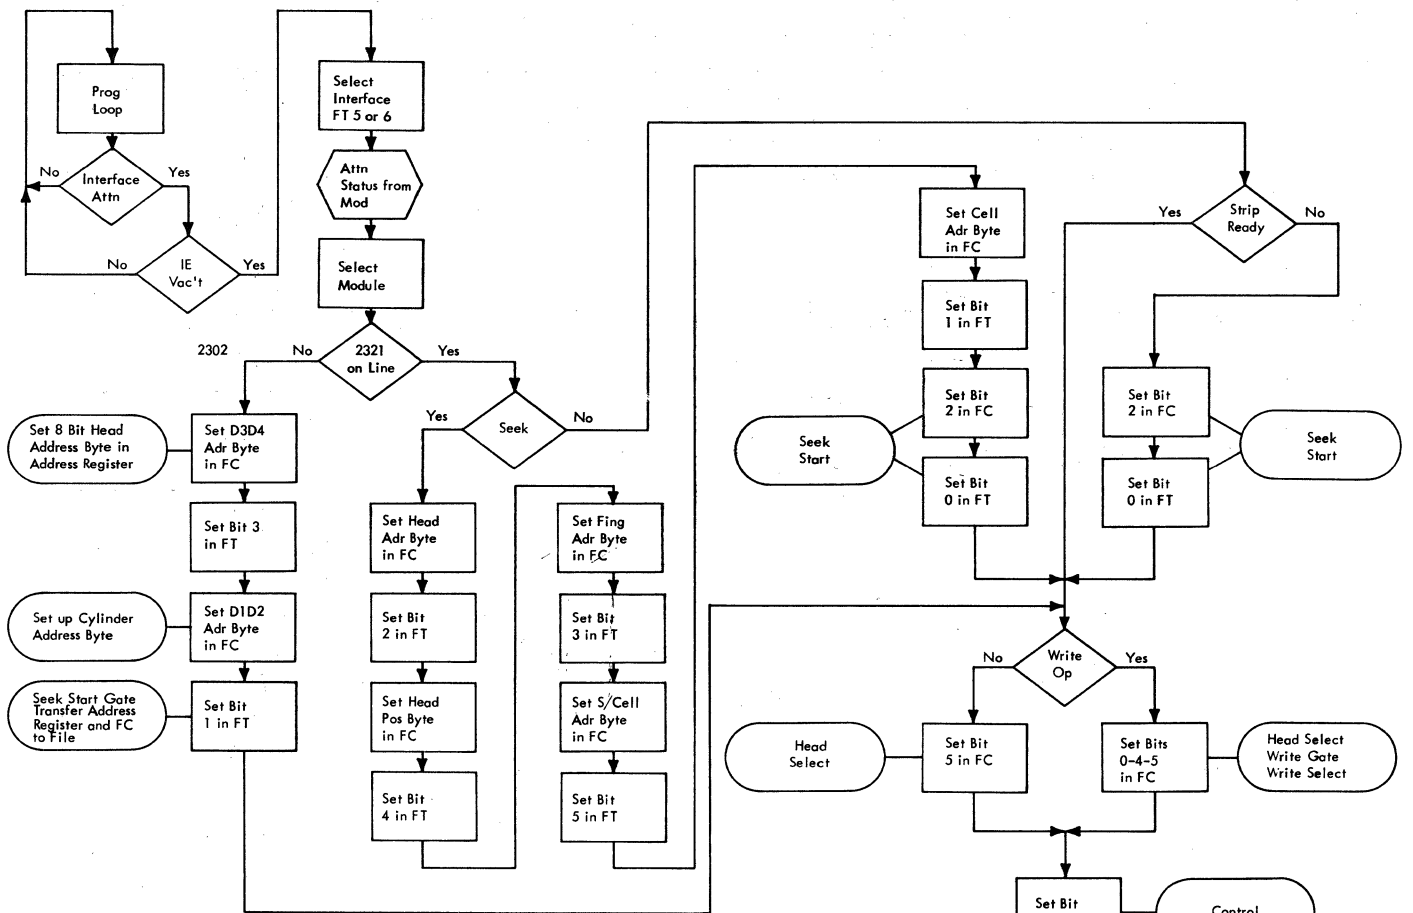 Prog
Loop
No
Interface
Attn
Yes
No
IE
Vac't
Yes
Select
Interface
FT 5 or 6
Attn
Status from
Mod
Select
Module
2302
No
2321
on Line
Yes
Yes
Seek
No
Set 8 Bit Head
Address Byte in
Address Register
Set D3D4
Adr Byte
in FC
Set Bit 3
in FT
Set up Cylinder
Address Byte
Set D1D2
Adr Byte
in FC
Seek Start Gate
Transfer Address
Register and FC
to File
Set Bit
1 in FT
Set Head
Adr Byte
in FC
Set Bit
2 in FT
Set Head
Pos Byte
in FC
Set Bit
4 in FT
Set Fing
Adr Byte
in FC
Set Bit
3 in FT
Set S/Cell
Adr Byte
in FC
Set Bit
5 in FT
Set Cell
Adr Byte
in FC
Set Bit
1 in FT
Set Bit
2 in FC
Seek
Start
Set Bit
0 in FT
Yes
Strip
Ready
No
Set Bit
2 in FC
Seek
Start
Set Bit
0 in FT
No
Write
Op
Yes
Head
Select
Set Bit
5 in FC
Set Bits
0-4-5
in FC
Head Select
Write Gate
Write Select
Set Bit
Control